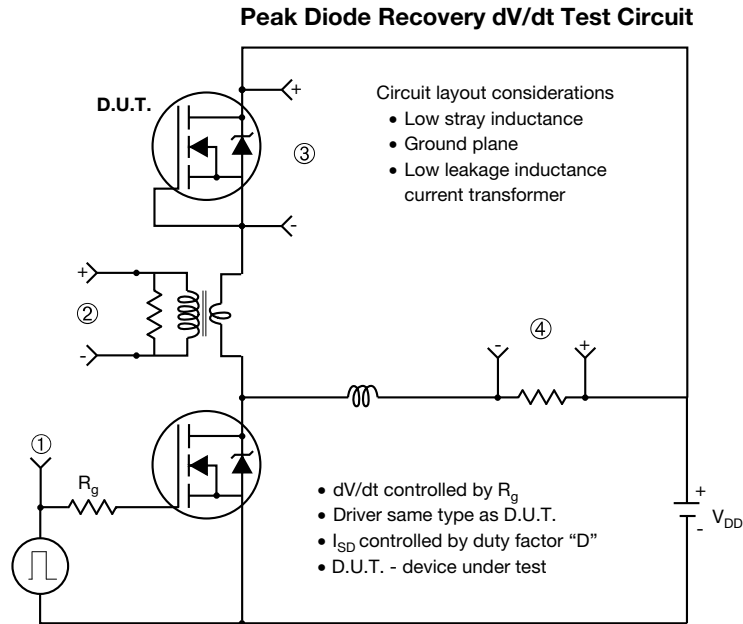 Peak Diode Recovery dV/dt Test Circuit
D.U.T.
+
-
③
Circuit layout considerations
• Low stray inductance
• Ground plane
• Low leakage inductance
current transformer
+
-
②
④
-
+
①
Rg
• dV/dt controlled by Rg
• Driver same type as D.U.T.
• ISD controlled by duty factor “D”
• D.U.T. - device under test
+
-
VDD